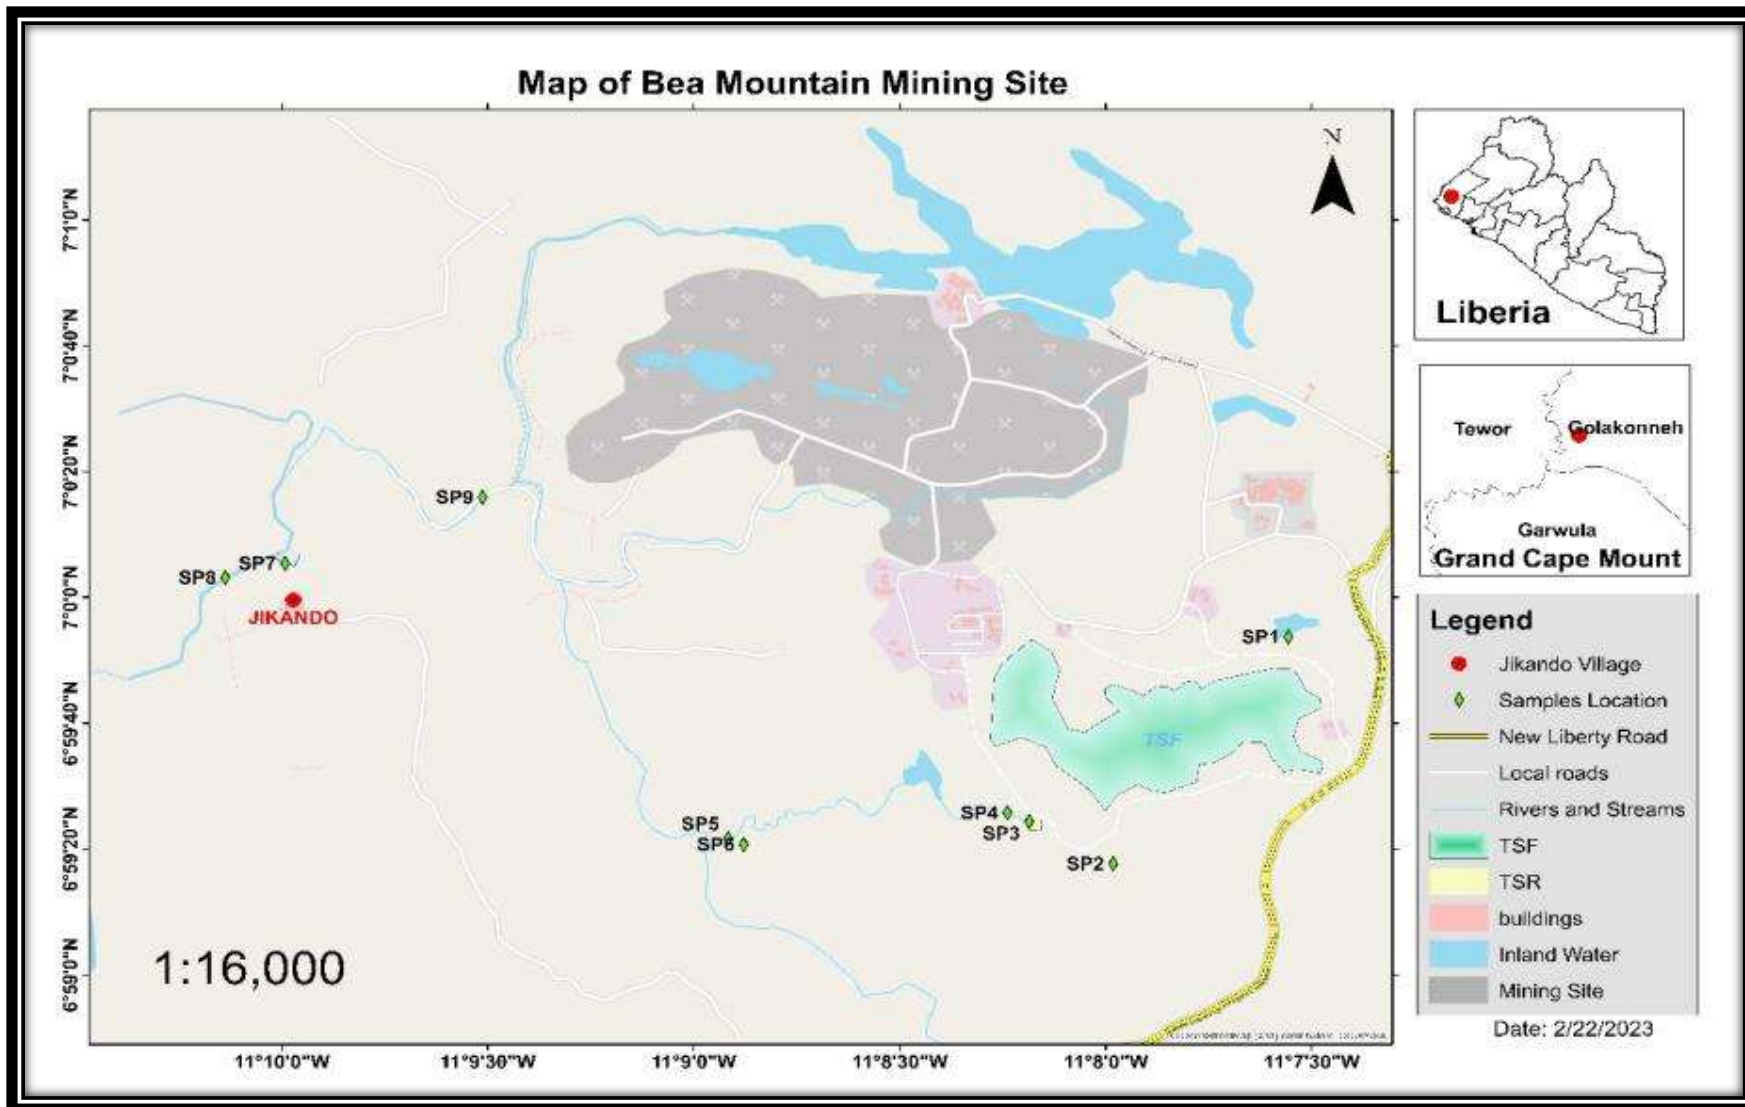 Map of Bea Mountain Mining Site
N
7°1'0"N
7°0'40"N
7°0'20"N
7°0'0"N
6°59'40"N
6°59'20"N
6°59'0"N
SP9
SP8
SP7
JIKANDO
SP1
TSF
SP4
SP3
SP5
SP6
SP2
1:16,000
11°10'0"W
11°9'30"W
11°9'0"W
11°8'30"W
11°8'0"W
11°7'30"W
Liberia
Tewor
Golakonneh
Garwula
Grand Cape Mount
Legend
Jikando Village
Samples Location
New Liberty Road
Local roads
Rivers and Streams
TSF
TSR
buildings
Inland Water
Mining Site
Date: 2/22/2023